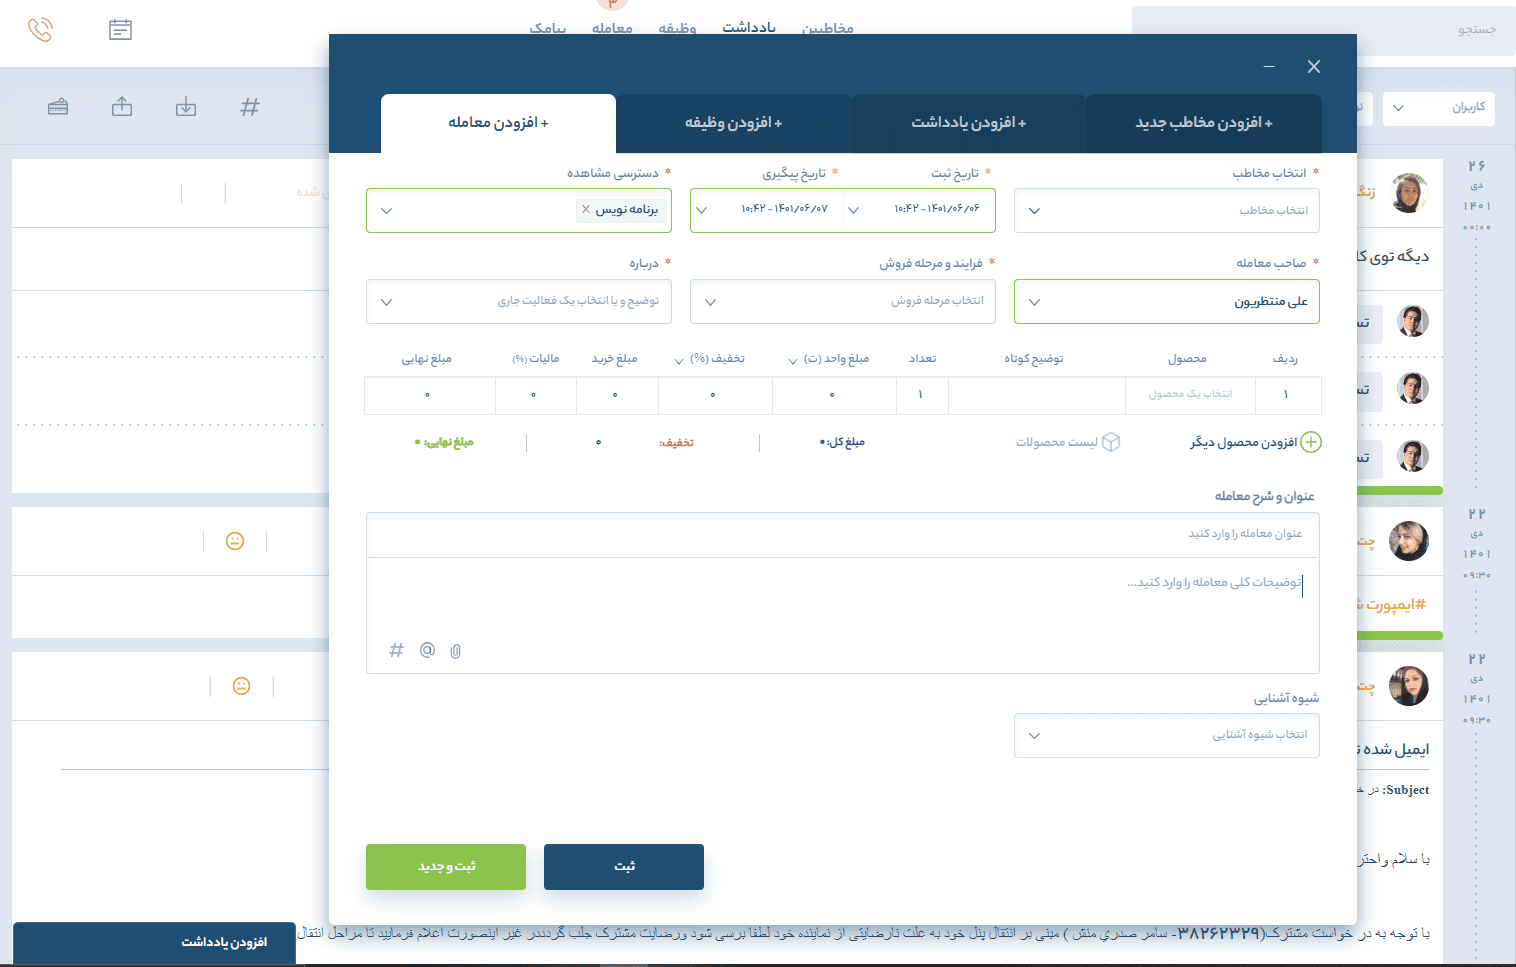 ۳
جستجو
مخاطبین
یادداشت
وظیفه
معامله
پیامک
کاربران
+ افزودن مخاطب جدید
+ افزودن یادداشت
+ افزودن وظیفه
+ افزودن معامله
* انتخاب مخاطب
* تاریخ ثبت
* تاریخ پیگیری
* دسترسی مشاهده
انتخاب مخاطب
۱۴۰۱/۰۶/۰۶ - ۱۰:۴۲
۱۴۰۱/۰۶/۰۷ - ۱۰:۴۲
برنامه نویس ×
* صاحب معامله
* فرایند و مرحله فروش
* درباره
علی منتظریون
انتخاب مرحله فروش
توضیح و یا انتخاب یک فعالیت جاری
ردیف
محصول
توضیح کوتاه
تعداد
مبلغ واحد (ت)
تخفیف (%)
مبلغ خرید
مالیات (%)
مبلغ نهایی
۱
انتخاب یک محصول
۱
۰
۰
۰
۰
۰
افزودن محصول دیگر
لیست محصولات
مبلغ کل: ۰
تخفیف:
۰
مبلغ نهایی: ۰
عنوان و شرح معامله
عنوان معامله را وارد کنید
توضیحات کلی معامله را وارد کنید...
# @
شیوه آشنایی
انتخاب شیوه آشنایی
ثبت
ثبت و جدید
۲۶
دی
۱۴۰۱
۰۰:۰۰
شده
دیگه توی
۲۲
دی
۱۴۰۱
۰۹:۳۰
چت
#ایمپورت
۲۲
دی
۱۴۰۱
۰۹:۳۰
چت
ایمیل شده
Subject: در
با سلام
با توجه به در خواست مشترک(۳۸۲۶۲۳۲۹- سامر صدري منش ) مبنی بر انتقال پنل خود به علت نارضایتی از نماینده خود لطفا برسی شود ورضایت مشترک جلب گردددر غیر اینصورت اعلام فرمایید تا مراحل انتقال
افزودن یادداشت